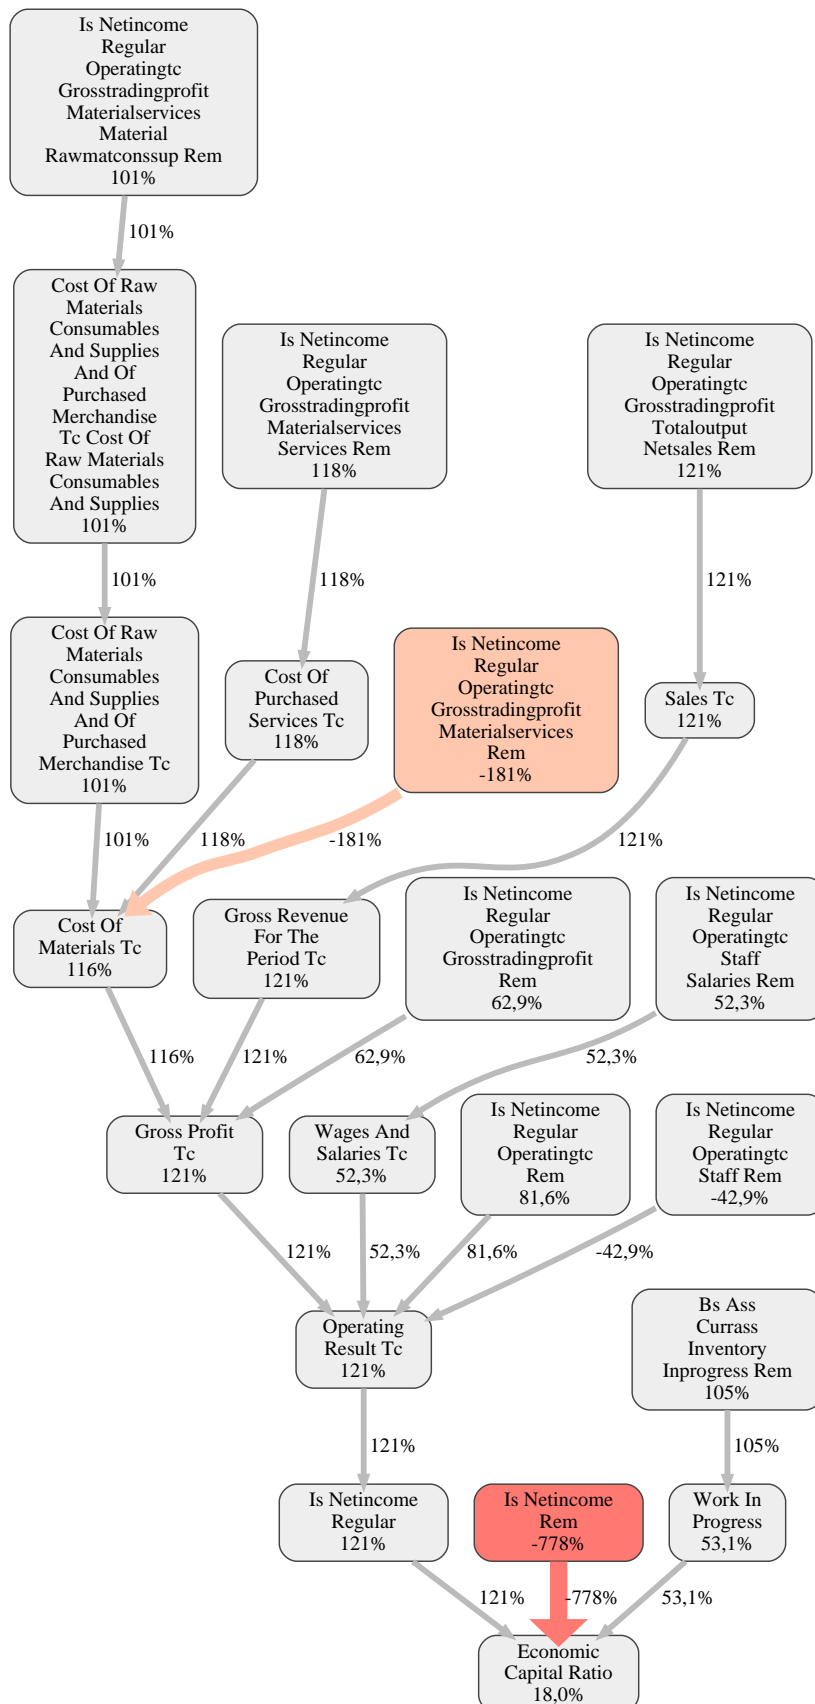 Is Netincome
Regular
Operatingtc
Grosstradingprofit
Materialservices
Material
Rawmatconssup Rem
101%
101%
Cost Of Raw
Materials
Consumables
And Supplies
And Of
Purchased
Merchandise
Tc Cost Of
Raw Materials
Consumables
And Supplies
101%
Is Netincome
Regular
Operatingtc
Grosstradingprofit
Materialservices
Services Rem
118%
Is Netincome
Regular
Operatingtc
Grosstradingprofit
Totaloutput
Netsales Rem
121%
101%
118%
121%
Cost Of Raw
Materials
Consumables
And Supplies
And Of
Purchased
Merchandise Tc
101%
Cost Of
Purchased
Services Tc
118%
Is Netincome
Regular
Operatingtc
Grosstradingprofit
Materialservices
Rem
-181%
Sales Tc
121%
101%
118%
-181%
121%
Cost Of
Materials Tc
116%
Gross Revenue
For The
Period Tc
121%
Is Netincome
Regular
Operatingtc
Grosstradingprofit
Rem
62,9%
Is Netincome
Regular
Operatingtc
Staff
Salaries Rem
52,3%
116%
121%
62,9%
52,3%
Gross Profit
Tc
121%
Wages And
Salaries Tc
52,3%
Is Netincome
Regular
Operatingtc
Rem
81,6%
Is Netincome
Regular
Operatingtc
Staff Rem
-42,9%
121%
52,3%
81,6%
-42,9%
Operating
Result Tc
121%
Bs Ass
Currass
Inventory
Inprogress Rem
105%
121%
105%
Is Netincome
Regular
121%
Is Netincome
Rem
-778%
Work In
Progress
53,1%
121%
-778%
53,1%
Economic
Capital Ratio
18,0%